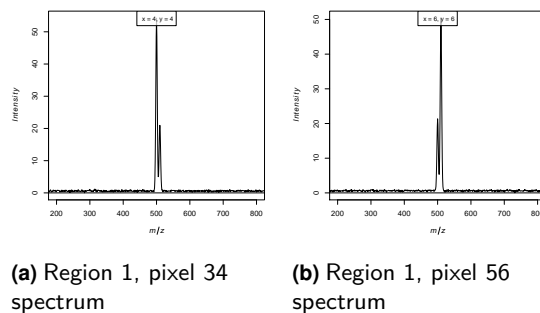 x = 4, y = 4
50
40
30
20
10
0
Intensity
200 300 400 500 600 700 800
m/z
(a) Region 1, pixel 34
spectrum
x = 6, y = 6
50
40
30
20
10
0
Intensity
200 300 400 500 600 700 800
m/z
(b) Region 1, pixel 56
spectrum